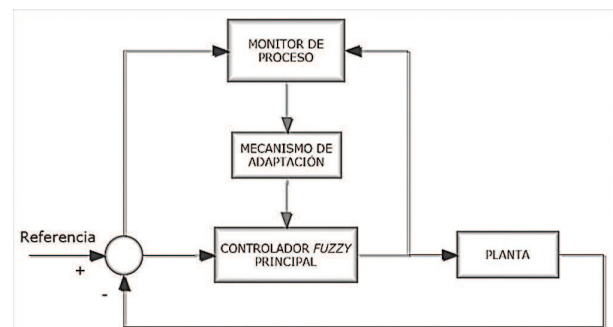 MONITOR DE
PROCESO
MECANISMO DE
ADAPTACIÓN
Referencia
+
-
CONTROLADOR FUZZY
PRINCIPAL
PLANTA